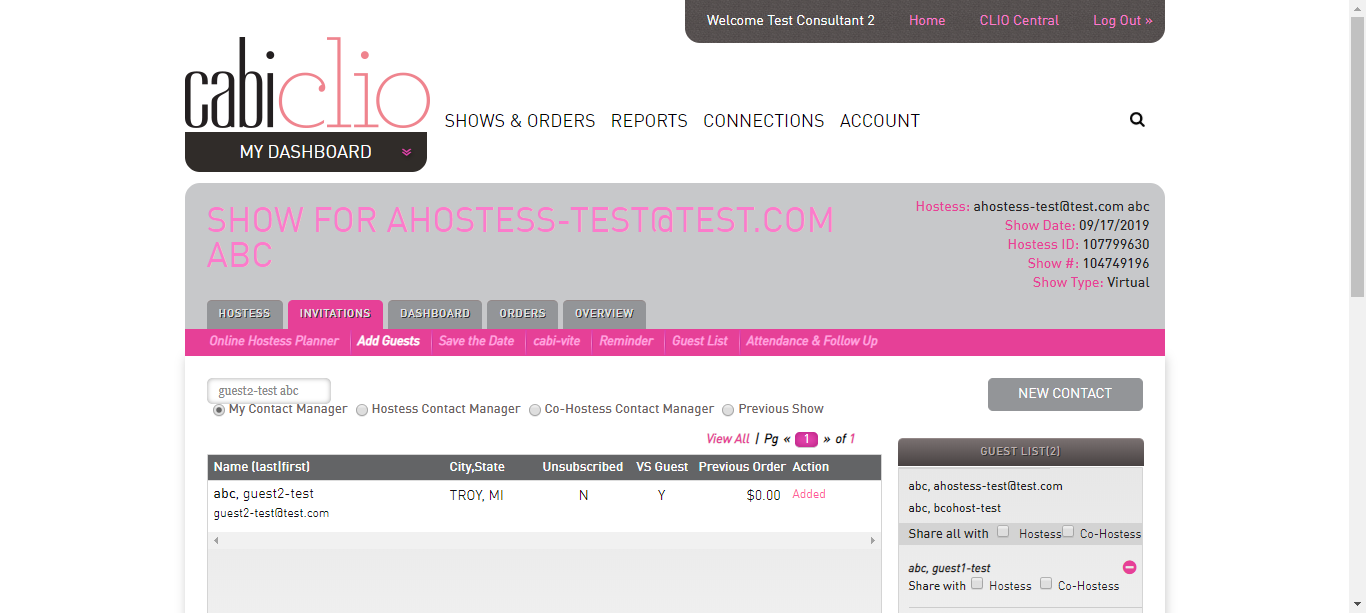 Welcome Test Consultant 2 Home CLIO Central Log Out »
cabiclio
SHOWS & ORDERS REPORTS CONNECTIONS ACCOUNT
MY DASHBOARD
SHOW FOR AHOSTESS-TEST@TEST.COM
ABC
Hostess: ahostess-test@test.com abc
Show Date: 09/17/2019
Hostess ID: 107799630
Show #: 104749196
Show Type: Virtual
HOSTESS INVITATIONS DASHBOARD ORDERS OVERVIEW
Online Hostess Planner Add Guests Save the Date cabi-vite Reminder Guest List Attendance & Follow Up
guest2-test abc
My Contact Manager Hostess Contact Manager Co-Hostess Contact Manager Previous Show
NEW CONTACT
View All | Pg « 1 » of 1
Name (last|first) City,State Unsubscribed VS Guest Previous Order Action
abc, guest2-test TROY, MI N Y $0.00 Added
guest2-test@test.com
GUEST LIST(2)
abc, ahostess-test@test.com
abc, bcohost-test
Share all with Hostess Co-Hostess
abc, guest1-test
Share with Hostess Co-Hostess